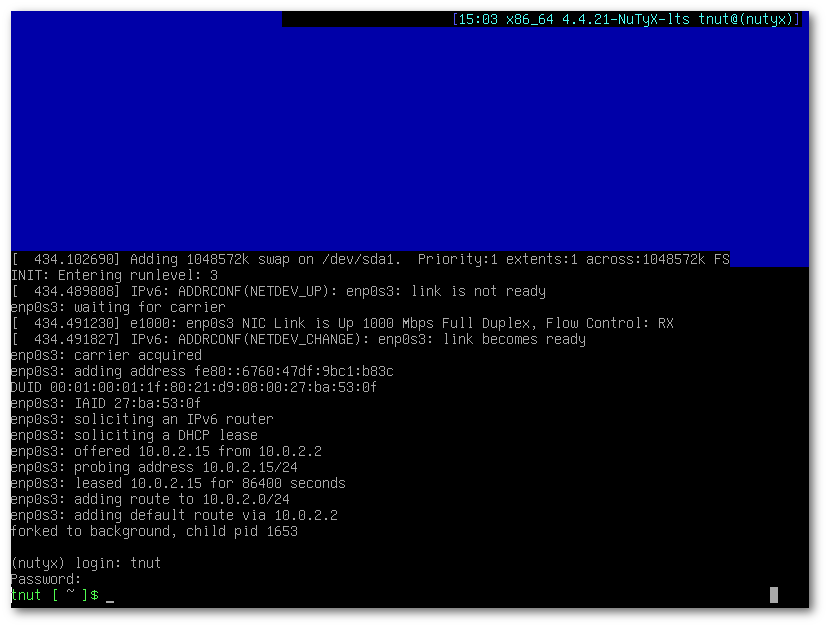 [15:03 x86_64 4.4.21-NuTyX-lts tnut@(nutyx)]
[  434.102690] Adding 1048572k swap on /dev/sda1.  Priority:1 extents:1 across:1048572k FS
INIT: Entering runlevel: 3
[  434.489808] IPv6: ADDRCONF(NETDEV_UP): enp0s3: link is not ready
enp0s3: waiting for carrier
[  434.491230] e1000: enp0s3 NIC Link is Up 1000 Mbps Full Duplex, Flow Control: RX
[  434.491827] IPv6: ADDRCONF(NETDEV_CHANGE): enp0s3: link becomes ready
enp0s3: carrier acquired
enp0s3: adding address fe80::6760:47df:9bc1:b83c
DUID 00:01:00:01:1f:80:21:d9:08:00:27:ba:53:0f
enp0s3: IAID 27:ba:53:0f
enp0s3: soliciting an IPv6 router
enp0s3: soliciting a DHCP lease
enp0s3: offered 10.0.2.15 from 10.0.2.2
enp0s3: probing address 10.0.2.15/24
enp0s3: leased 10.0.2.15 for 86400 seconds
enp0s3: adding route to 10.0.2.0/24
enp0s3: adding default route via 10.0.2.2
forked to background, child pid 1653
(nutyx) login: tnut
Password:
tnut [ ~ ]$ _